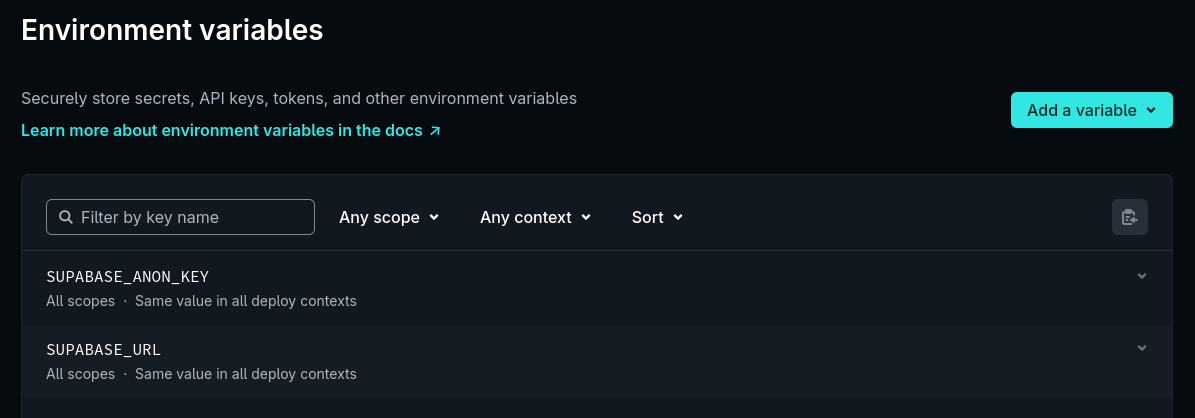 Environment variables
Securely store secrets, API keys, tokens, and other environment variables
Learn more about environment variables in the docs ↗
Add a variable
Filter by key name
Any scope
Any context
Sort
SUPABASE_ANON_KEY
All scopes · Same value in all deploy contexts
SUPABASE_URL
All scopes · Same value in all deploy contexts